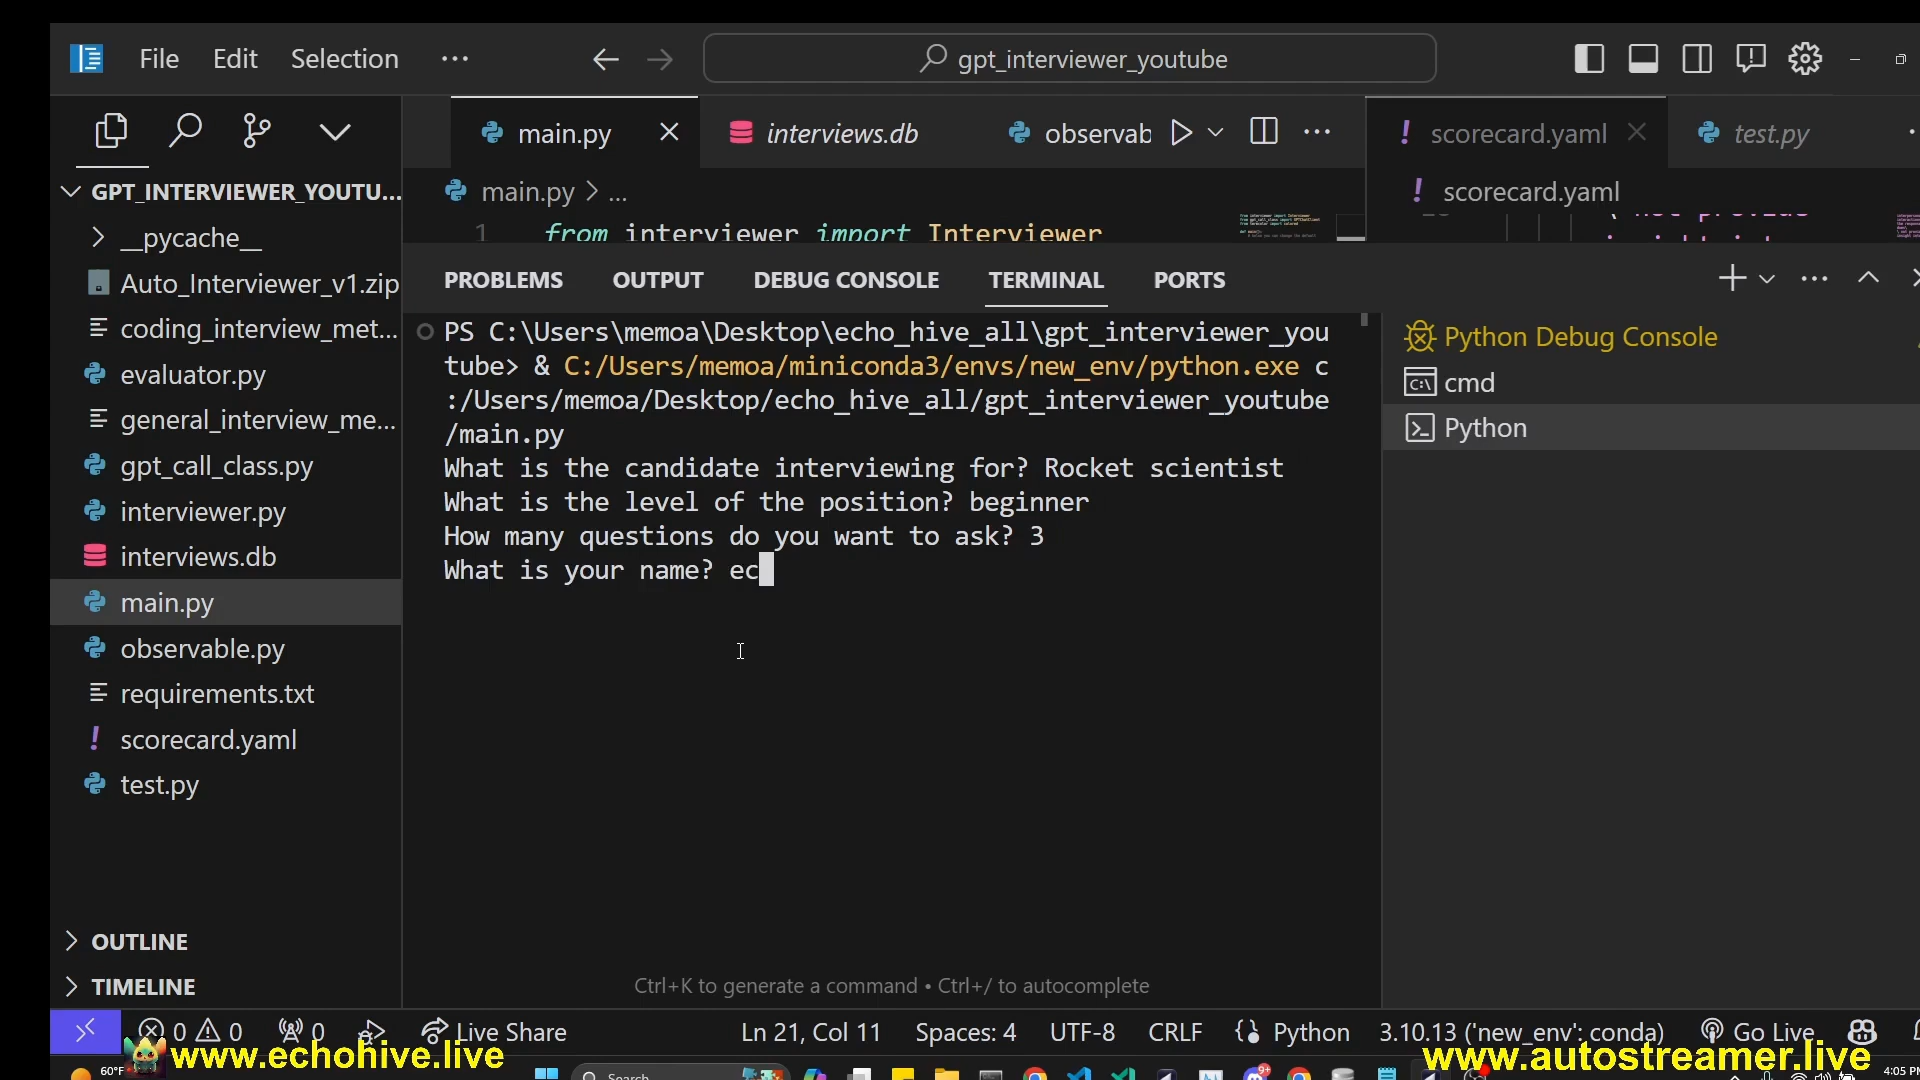 File Edit Selection ...
gpt_interviewer_youtube
GPT_INTERVIEWER_YOUTU...
__pycache__
Auto_Interviewer_v1.zip
coding_interview_met...
evaluator.py
general_interview_me...
gpt_call_class.py
interviewer.py
interviews.db
main.py
observable.py
requirements.txt
scorecard.yaml
test.py
OUTLINE
TIMELINE
main.py interviews.db observab ...
main.py > ...
1 from interviewer import Interviewer
scorecard.yaml test.py
scorecard.yaml
PROBLEMS OUTPUT DEBUG CONSOLE TERMINAL PORTS
PS C:\Users\memoa\Desktop\echo_hive_all\gpt_interviewer_you
tube> & C:/Users/memoa/miniconda3/envs/new_env/python.exe c
:/Users/memoa/Desktop/echo_hive_all/gpt_interviewer_youtube
/main.py
What is the candidate interviewing for? Rocket scientist
What is the level of the position? beginner
How many questions do you want to ask? 3
What is your name? ec
Ctrl+K to generate a command • Ctrl+/ to autocomplete
Python Debug Console
cmd
Python
0 0 0 Live Share Ln 21, Col 11 Spaces: 4 UTF-8 CRLF Python 3.10.13 ('new_env': conda) Go Live
www.echohive.live
www.autostreamer.live
60°F
Search
9+
4:05 PM